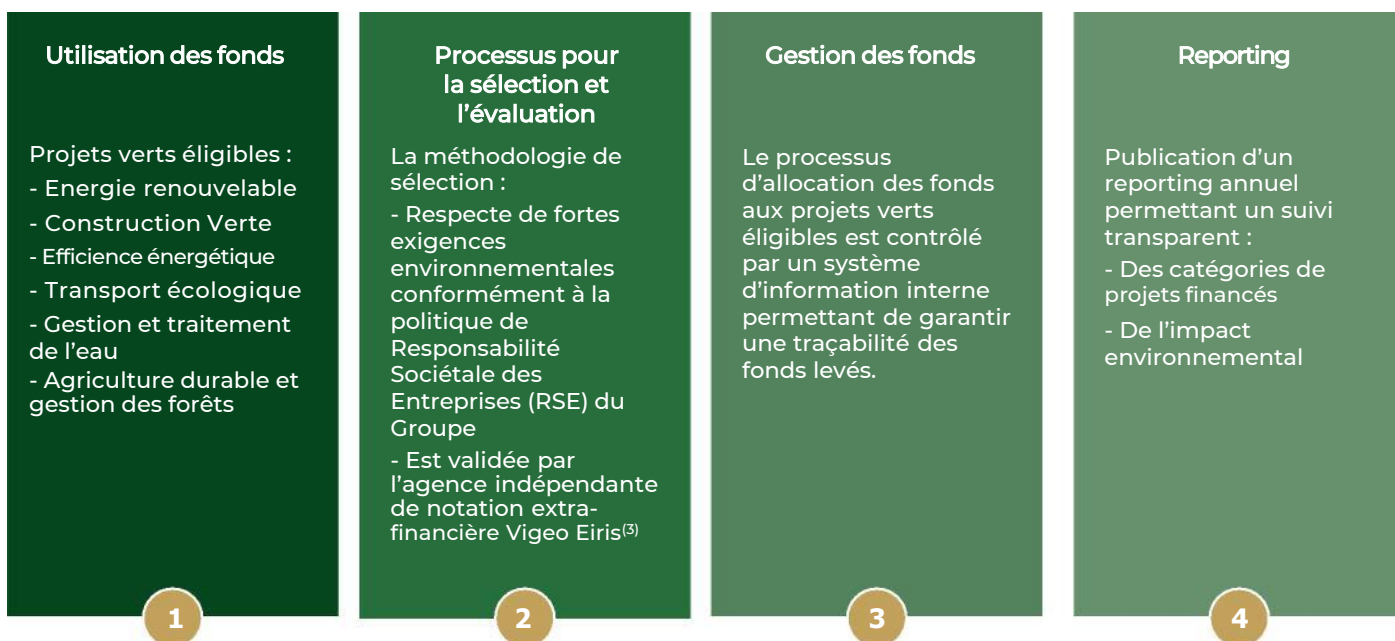 Utilisation des fonds
Projets verts éligibles :
- Energie renouvelable
- Construction Verte
- Efficience énergétique
- Transport écologique
- Gestion et traitement
de l'eau
- Agriculture durable et
gestion des forêts
1
Processus pour
la sélection et
l'évaluation
La méthodologie de
sélection :
- Respecte de fortes
exigences
environnementales
conformément à la
politique de
Responsabilité
Sociétale des
Entreprises (RSE) du
Groupe
- Est validée par
l'agence indépendante
de notation extra-
financière Vigeo Eiris(3)
2
Gestion des fonds
Le processus
d'allocation des fonds
aux projets verts
éligibles est contrôlé
par un système
d'information interne
permettant de garantir
une traçabilité des
fonds levés.
3
Reporting
Publication d'un
reporting annuel
permettant un suivi
transparent :
- Des catégories de
projets financés
- De l'impact
environnemental
4